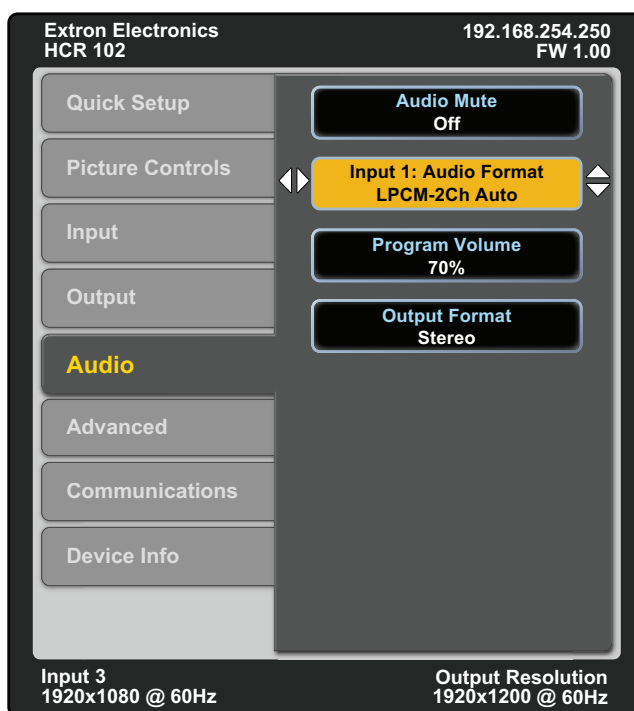 Extron Electronics
HCR 102
192.168.254.250
FW 1.00
Quick Setup
Picture Controls
Input
Output
Audio
Advanced
Communications
Device Info
Audio Mute
Off
Input 1: Audio Format
LPCM-2Ch Auto
Program Volume
70%
Output Format
Stereo
Input 3
1920x1080 @ 60Hz
Output Resolution
1920x1200 @ 60Hz